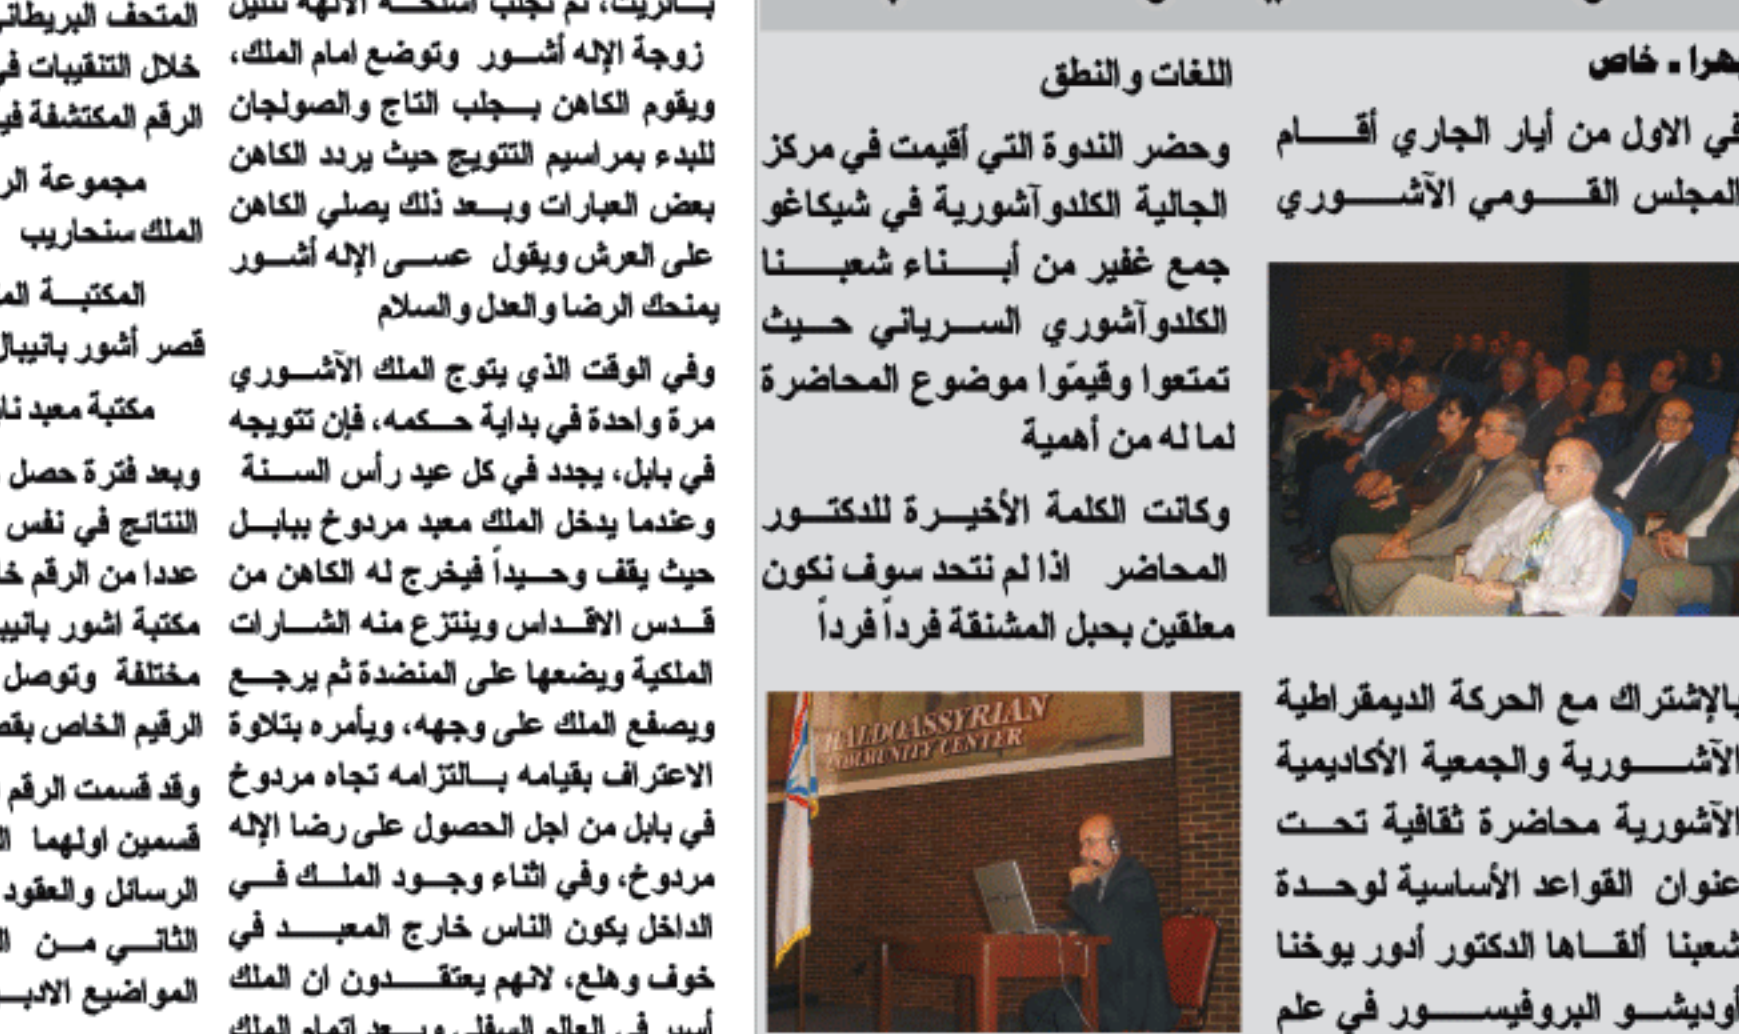 بهرا ـ خاص
في الاول من أيار الجاري أقام
المجلس القومي الآشوري
بالإشتراك مع الحركة الديمقراطية
الآشورية والجمعية الأكاديمية
الآشورية محاضرة ثقافية تحت
عنوان القواعد الأساسية لوحدة
شعبنا ألقاها الدكتور أدور يوخنا
أوديشو البروفيسور في علم
اللغات والنطق
وحضر الندوة التي أقيمت في مركز
الجالية الكلدوآشورية في شيكاغو
جمع غفير من أبناء شعبنا
الكلدوآشوري السرياني حيث
تمتعوا وقيمّوا موضوع المحاضرة
لما له من أهمية
وكانت الكلمة الأخيرة للدكتور
المحاضر اذا لم نتحد سوف نكون
معلقين بحبل المشنقة فرداً فرداً
HALDOASSYRIAN
COMMUNITY CENTER
زوجة الإله أشور وتوضع امام الملك،
ويقوم الكاهن بجلب التاج والصولجان
للبدء بمراسيم التتويج حيث يردد الكاهن
بعض العبارات وبعد ذلك يصلي الكاهن
على العرش ويقول عسى الإله أشور
يمنحك الرضا والعدل والسلام
وفي الوقت الذي يتوج الملك الآشوري
مرة واحدة في بداية حكمه، فإن تتويجه
في بابل، يجدد في كل عيد رأس السنة
وعندما يدخل الملك معبد مردوخ ببابل
حيث يقف وحيداً فيخرج له الكاهن من
قدس الاقداس وينتزع منه الشارات
الملكية ويضعها على المنضدة ثم يرجع
ويصفع الملك على وجهه، ويأمره بتلاوة
الاعتراف بقيامه بالتزامه تجاه مردوخ
في بابل من اجل الحصول على رضا الإله
مردوخ، وفي اثناء وجود الملك في
الداخل يكون الناس خارج المعبد في
خوف وهلع، لانهم يعتقدون ان الملك
أسير في العالم السفلي وبعد اتمام الملك
المتحف البريطاني
خلال التنقيبات في
الرقم المكتشفة
مجموعة
الملك سنحاريب
المكتبة
قصر أشور بانيبال
مكتبة معبد
وبعد فترة حصل
النتائج في نفس
عددا من الرقم
مكتبة اشور
مختلفة وتوصل
الرقيم الخاص
وقد قسمت الرقم
قسمين اولهما
الرسائل والعقود
الثاني من
المواضيع